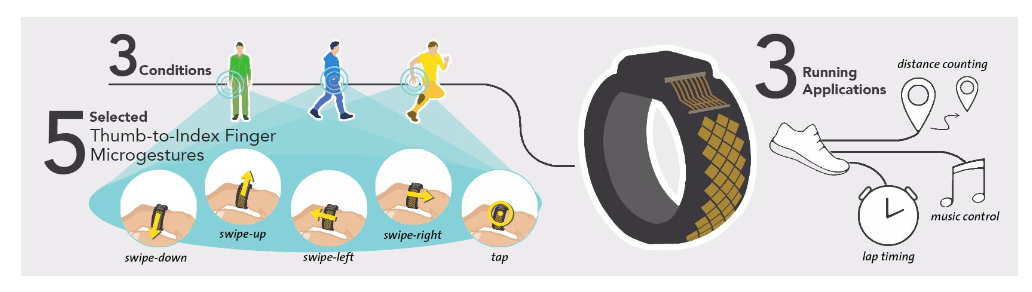 3 Conditions
5 Selected
Thumb-to-Index Finger
Microgestures
swipe-down
swipe-up
swipe-left
swipe-right
tap
3 Running
Applications
distance counting
music control
lap timing